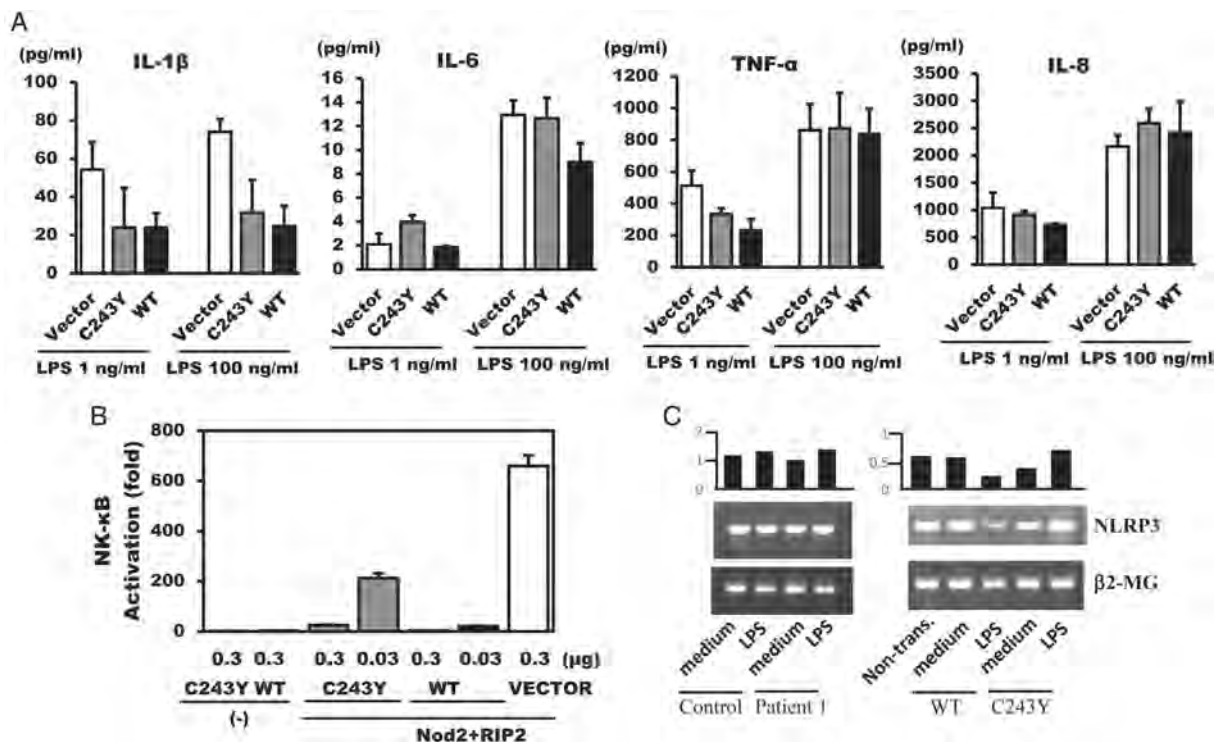 A
(pg/ml) (pg/ml) (pg/ml) (pg/ml)
IL-1β IL-6 TNF-α IL-8
100 16 1200 3500
14 3000
80 12 1000 2500
60 10 800 2000
8 600
40 6 1500
4 400 1000
20 2 200 500
0 0 0 0
Vector C243Y WT Vector C243Y WT Vector C243Y WT Vector C243Y WT Vector C243Y WT Vector C243Y WT Vector C243Y WT Vector C243Y WT
LPS 1 ng/ml LPS 100 ng/ml LPS 1 ng/ml LPS 100 ng/ml LPS 1 ng/ml LPS 100 ng/ml LPS 1 ng/ml LPS 100 ng/ml
B
NK-κB
Activation (fold)
800
600
400
200
0
0.3 0.3 0.3 0.03 0.3 0.03 0.3 (μg)
C243Y WT C243Y WT VECTOR
(-)
Nod2+RIP2
C
2 1
1 0.5
0 0
NLRP3
β2-MG
medium LPS medium LPS Non-trans. medium LPS medium LPS
Control Patient 1 WT C243Y